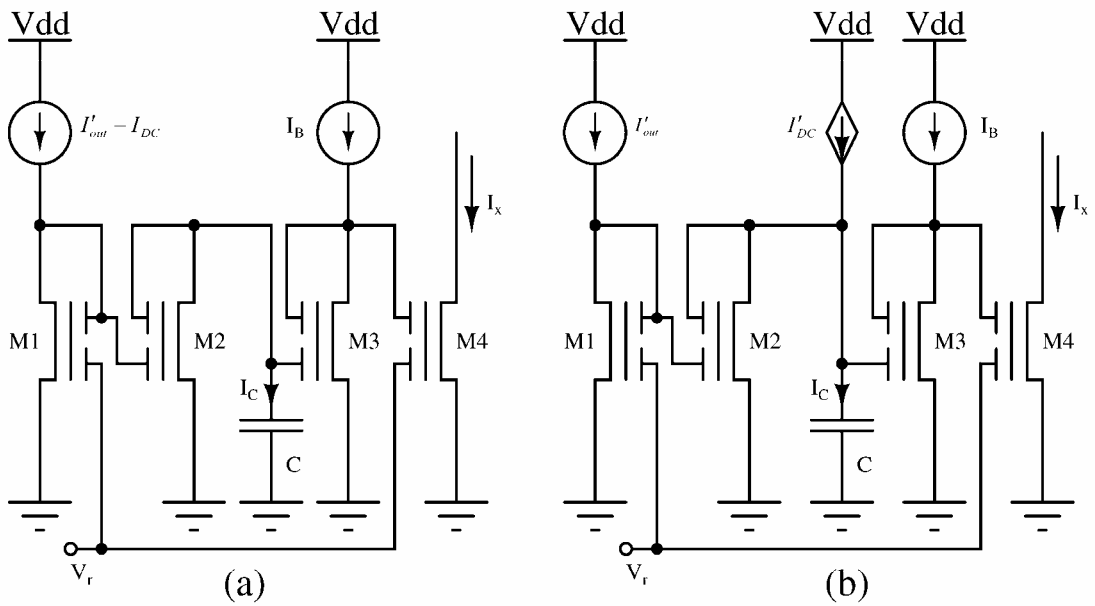 Vdd Vdd Vdd Vdd Vdd
I'out − IDC IB I'out I'DC IB
Ix Ix
M1 M2 M3 M4 M1 M2 M3 M4
IC IC
C C
Vr (a) Vr (b)